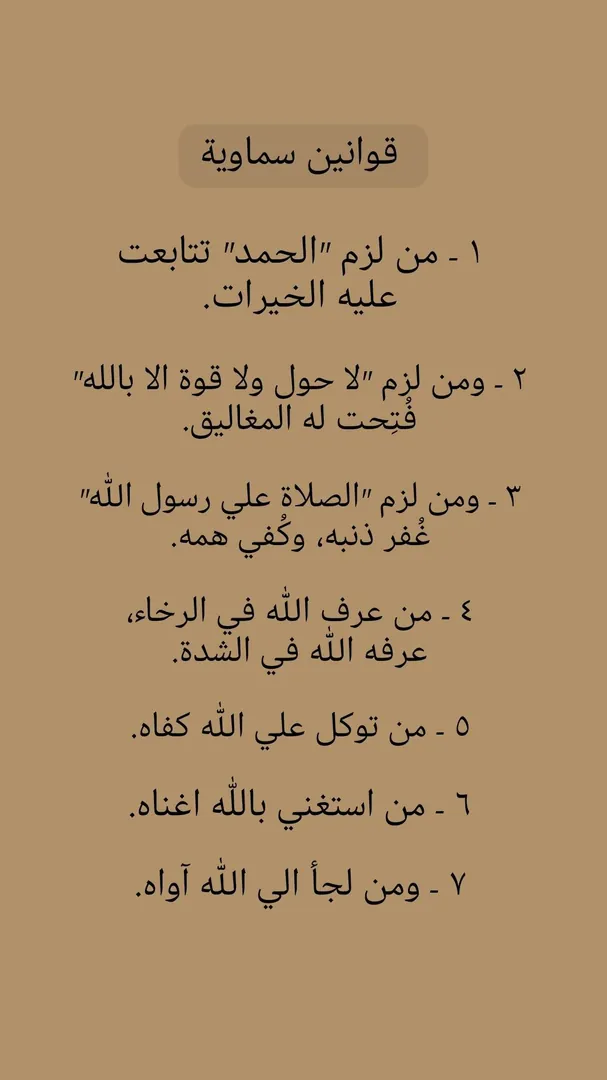 قوانين سماوية
١ - من لزم "الحمد" تتابعت
عليه الخيرات.
٢ - ومن لزم "لا حول ولا قوة الا بالله"
فُتِحت له المغاليق.
٣ - ومن لزم "الصلاة علي رسول الله"
غُفر ذنبه، وكُفي همه.
٤ - من عرف الله في الرخاء،
عرفه الله في الشدة.
٥ - من توكل علي الله كفاه.
٦ - من استغني بالله اغناه.
٧ - ومن لجأ الي الله آواه.